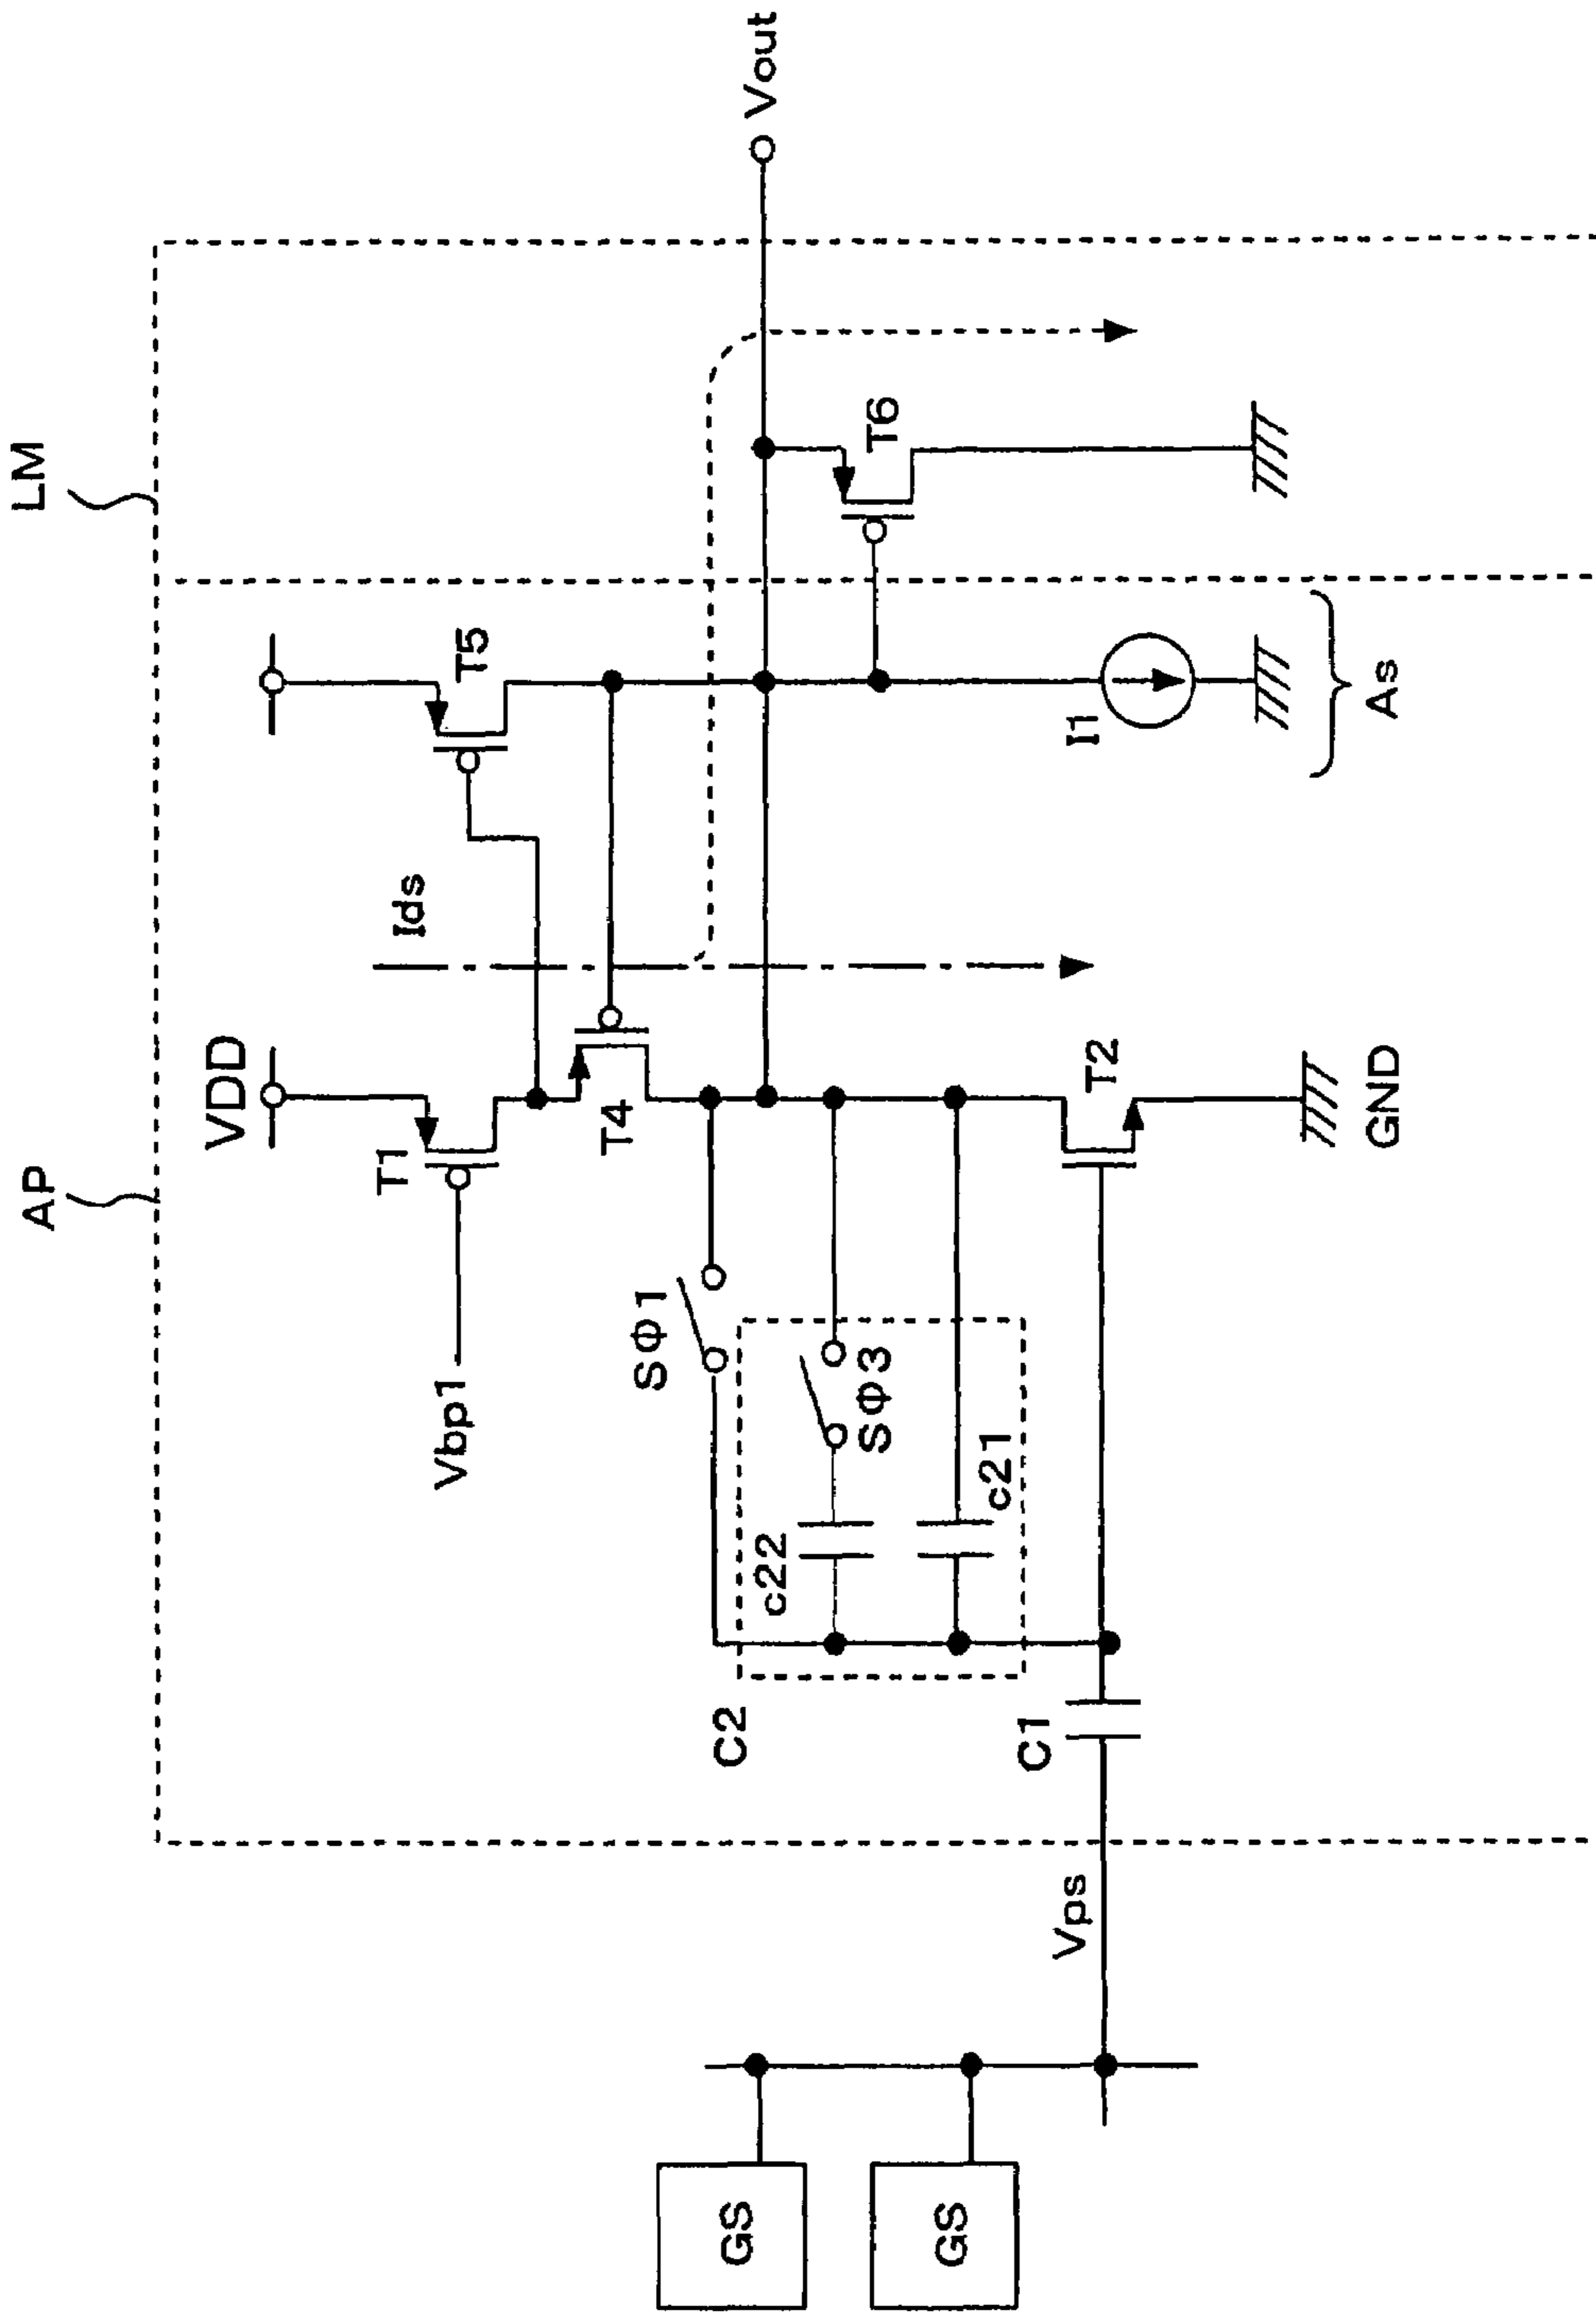 AP
LM
VDD
T1
Vbp1
Ids
T5
T4
SΦ1
C2
c22
SΦ3
c21
T2
T6
Vout
C1
Vps
I1
GND
As
GS
GS